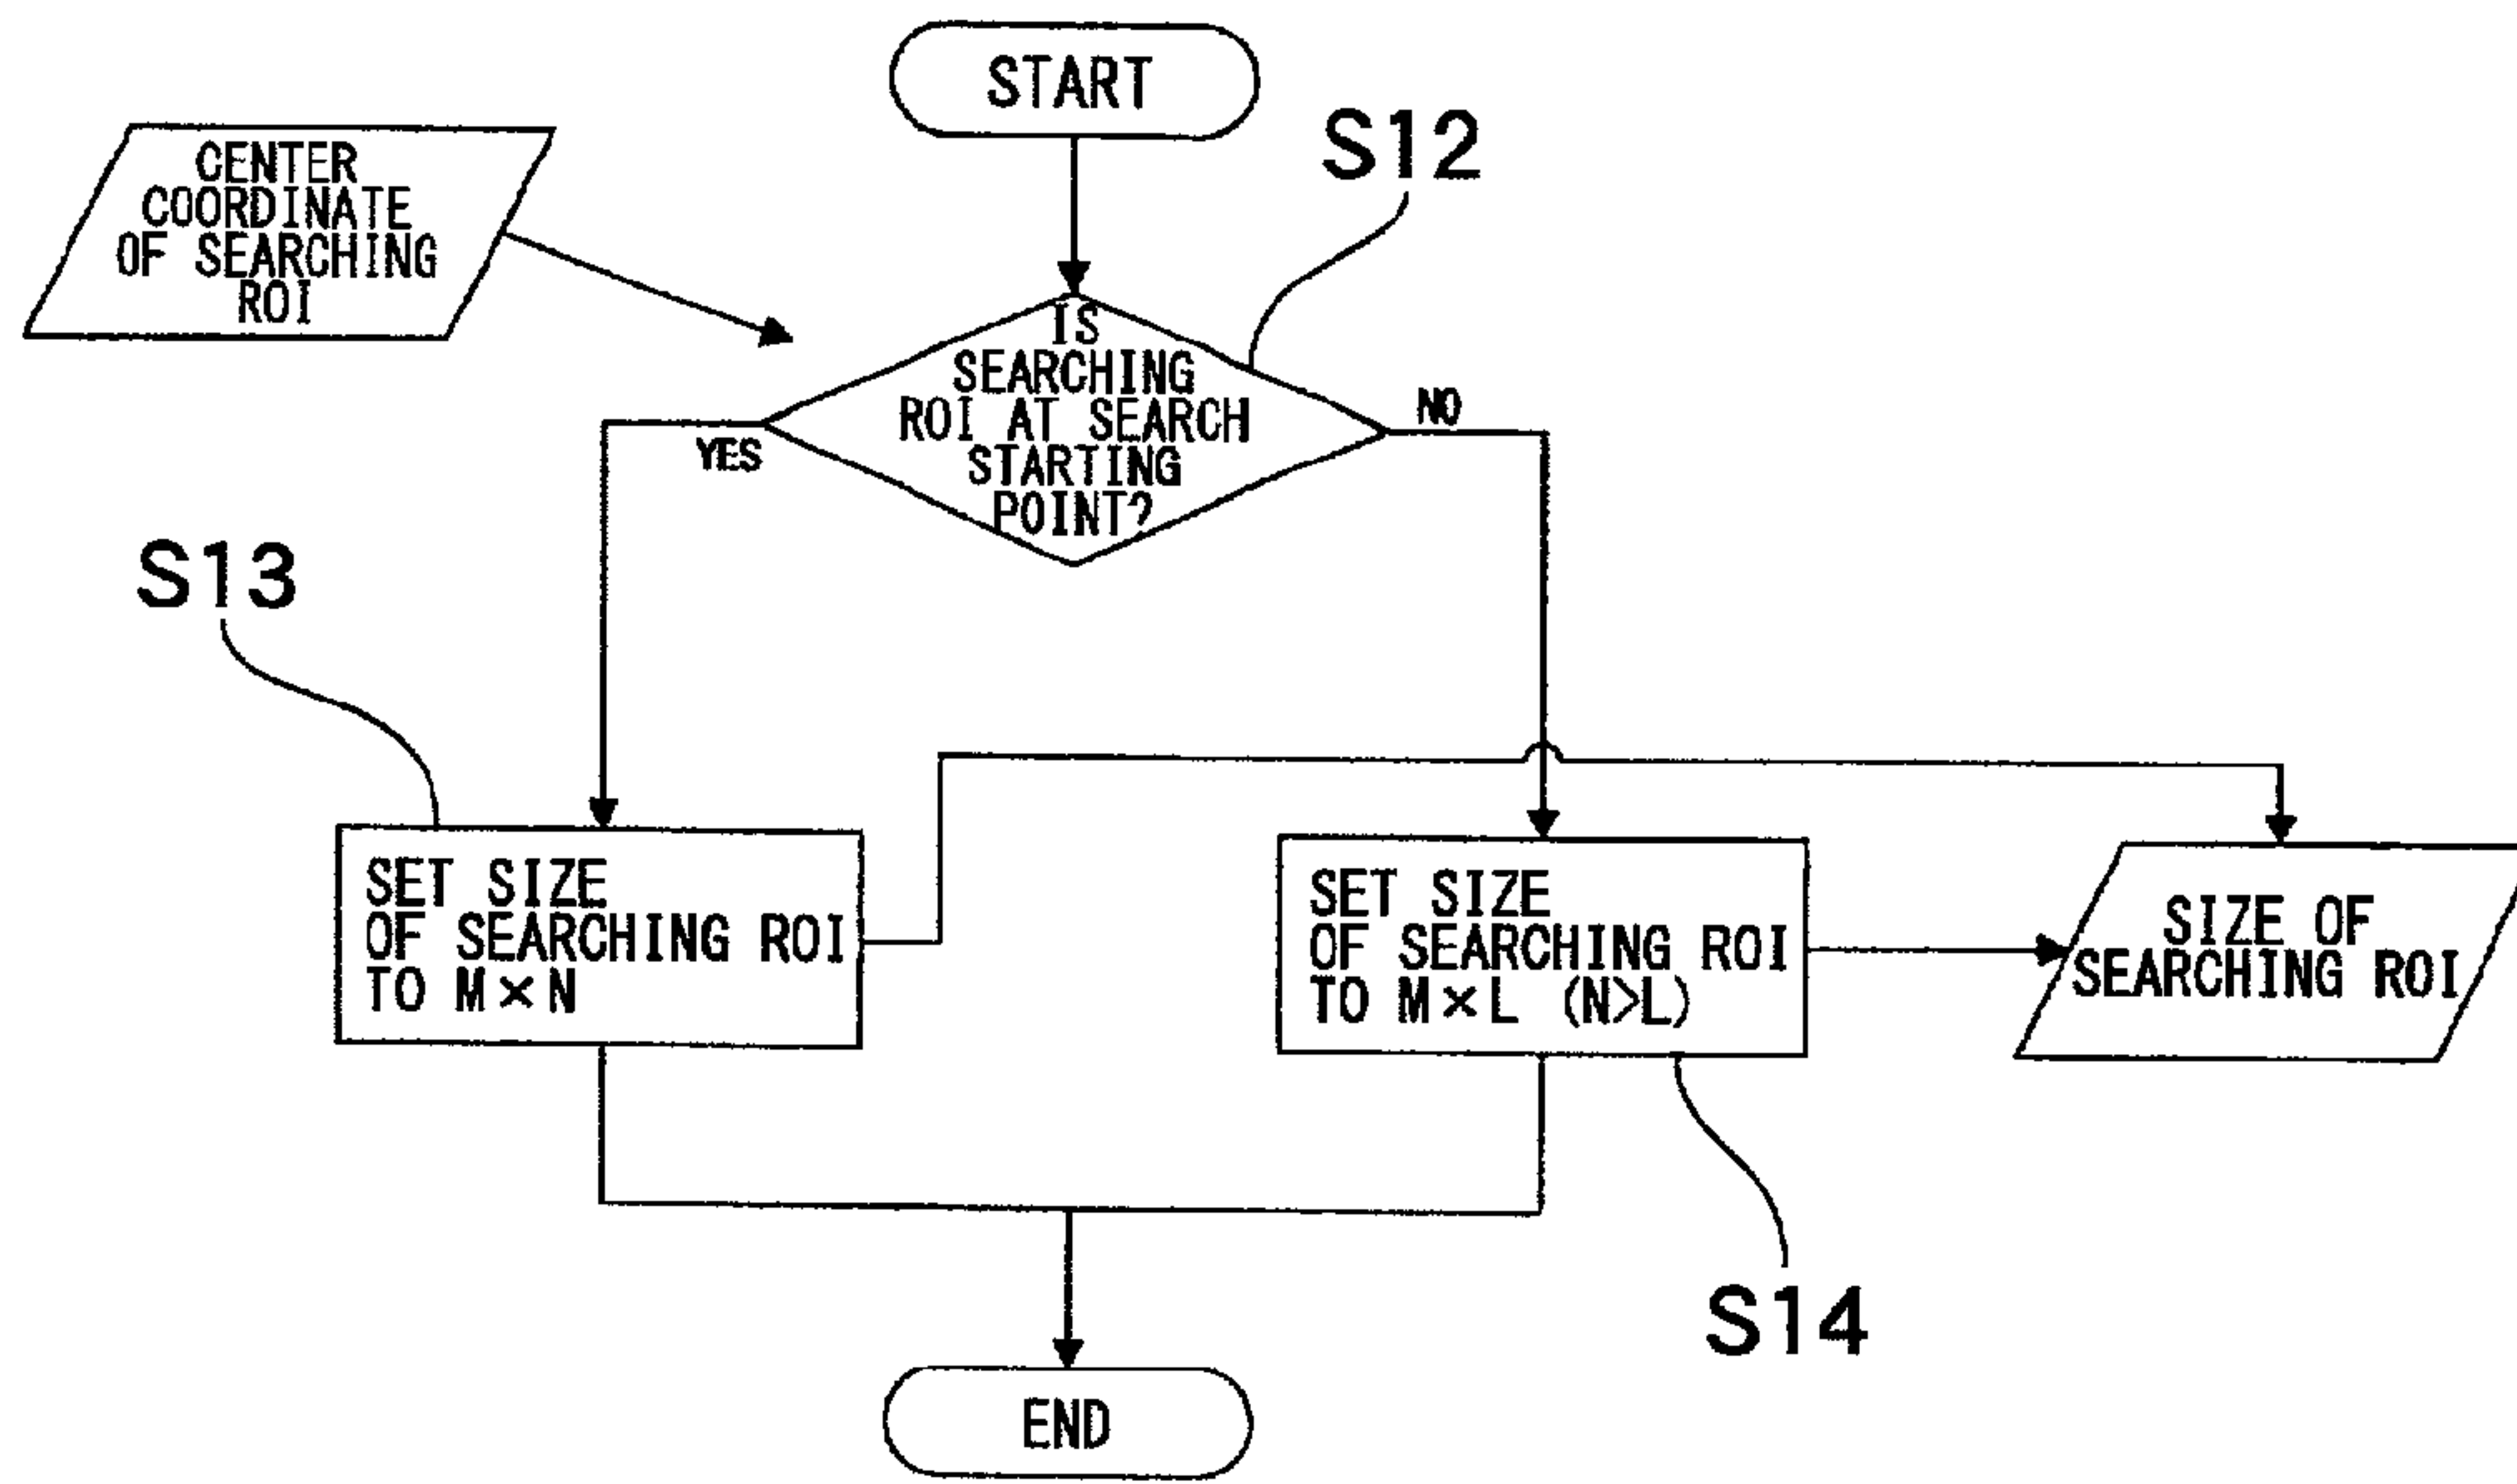 START
S12
CENTER
COORDINATE
OF SEARCHING
ROI
IS
SEARCHING
ROI AT SEARCH
STARTING
POINT?
YES
NO
S13
SET SIZE
OF SEARCHING ROI
TO M×N
SET SIZE
OF SEARCHING ROI
TO M×L (N>L)
SIZE OF
SEARCHING ROI
S14
END